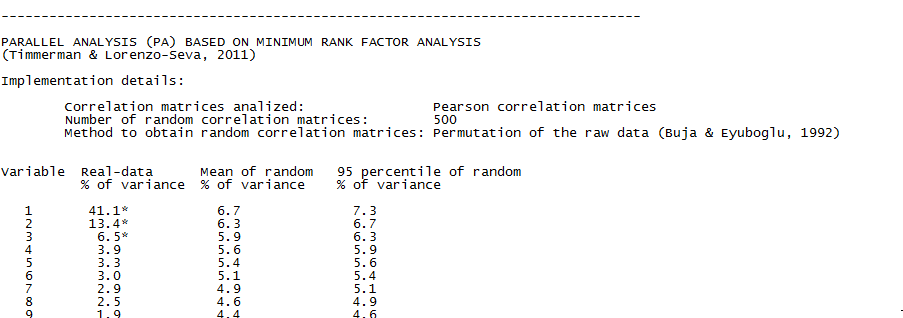 --------------------------------------------------------------------------------
PARALLEL ANALYSIS (PA) BASED ON MINIMUM RANK FACTOR ANALYSIS
(Timmerman & Lorenzo-Seva, 2011)
Implementation details:
Correlation matrices analized: Pearson correlation matrices
Number of random correlation matrices: 500
Method to obtain random correlation matrices: Permutation of the raw data (Buja & Eyuboglu, 1992)
Variable Real-data Mean of random 95 percentile of random
% of variance % of variance % of variance
1 41.1* 6.7 7.3
2 13.4* 6.3 6.7
3 6.5* 5.9 6.3
4 3.9 5.6 5.9
5 3.3 5.4 5.6
6 3.0 5.1 5.4
7 2.9 4.9 5.1
8 2.5 4.6 4.9
9 1.9 4.4 4.6